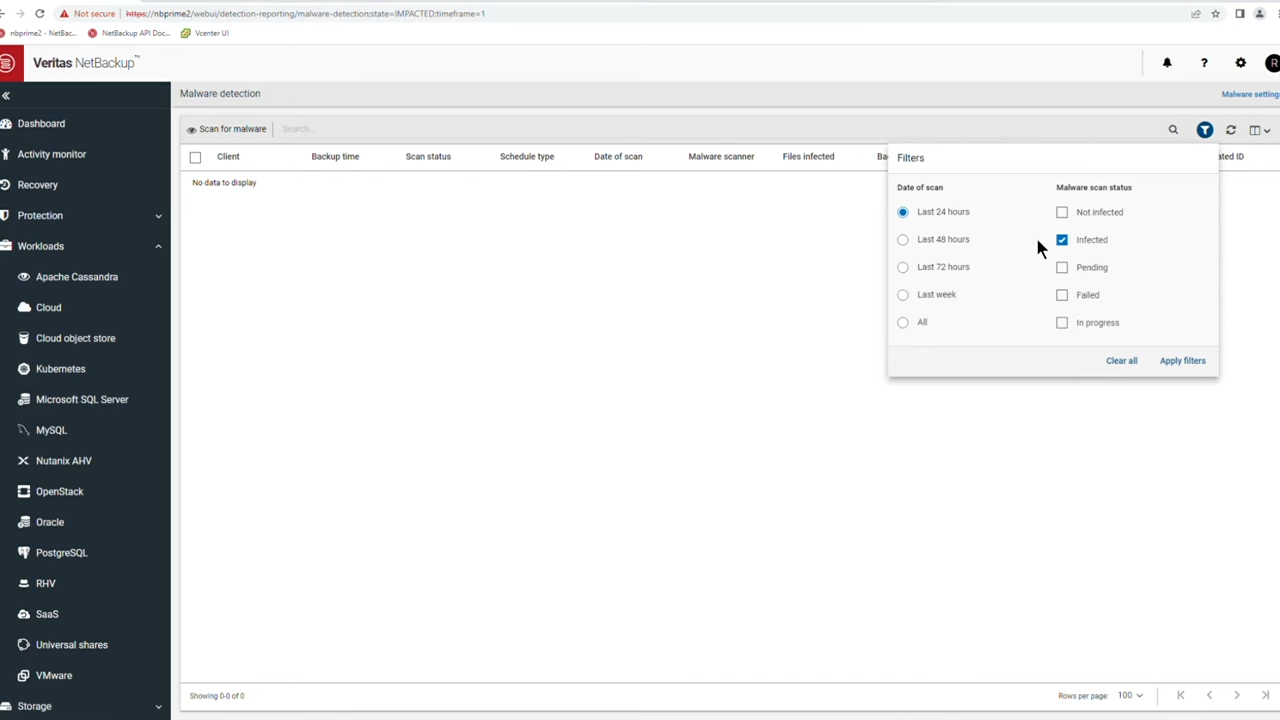 Not secure https://nbprime2/webui/detection-reporting/malware-detection;state=IMPACTED;timeframe=1
nbprime2 - NetBac... NetBackup API Doc... Vcenter UI
Veritas NetBackup™
R
Malware detection Malware setting
Scan for malware Search...
Client Backup time Scan status Schedule type Date of scan Malware scanner Files infected Ba ated ID
No data to display
Dashboard
Activity monitor
Recovery
Protection
Workloads
Apache Cassandra
Cloud
Cloud object store
Kubernetes
Microsoft SQL Server
MySQL
Nutanix AHV
OpenStack
Oracle
PostgreSQL
RHV
SaaS
Universal shares
VMware
Storage
Filters
Date of scan Malware scan status
Last 24 hours Not infected
Last 48 hours Infected
Last 72 hours Pending
Last week Failed
All In progress
Clear all Apply filters
Showing 0-0 of 0 Rows per page: 100